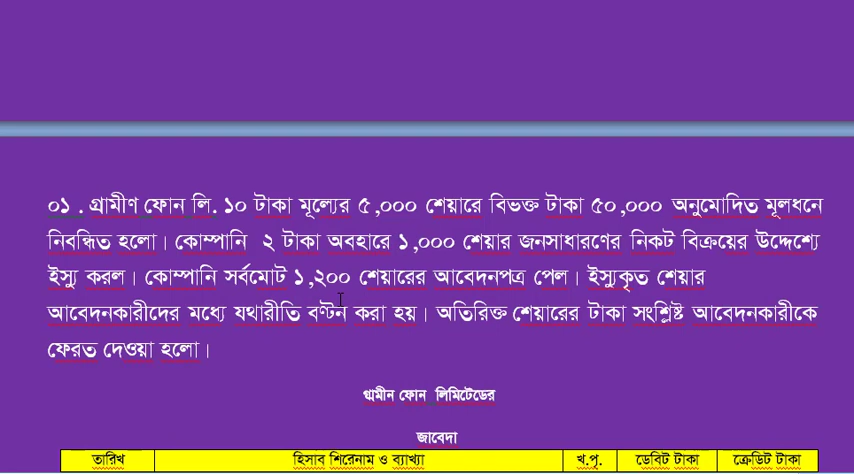 ০১ . গ্রামীণ ফোন লি. ১০ টাকা মূল্যের ৫,০০০ শেয়ারে বিভক্ত টাকা ৫০,০০০ অনুমোদিত মূলধনে
নিবন্ধিত হলো। কোম্পানি ২ টাকা অবহারে ১,০০০ শেয়ার জনসাধারণের নিকট বিক্রয়ের উদ্দেশ্যে
ইস্যু করল। কোম্পানি সর্বমোট ১,২০০ শেয়ারের আবেদনপত্র পেল। ইস্যুকৃত শেয়ার
আবেদনকারীদের মধ্যে যথারীতি বণ্টন করা হয়। অতিরিক্ত শেয়ারের টাকা সংশ্লিষ্ট আবেদনকারীকে
ফেরত দেওয়া হলো।
গ্রামীন ফোন লিমিটেডের
জাবেদা
তারিখ হিসাব শিরেনাম ও ব্যাখ্যা খ.পৃ. ডেবিট টাকা ক্রেডিট টাকা